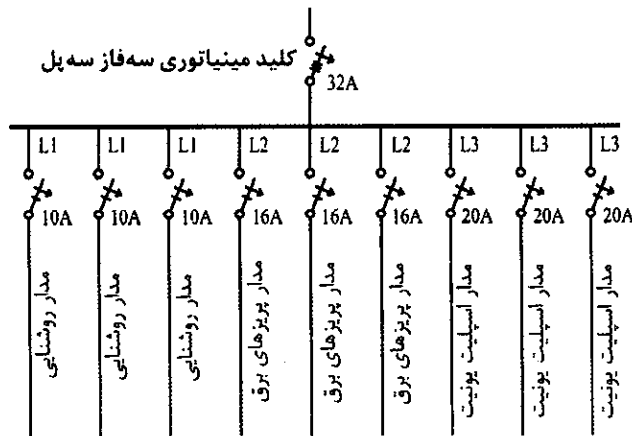 کلید مینیاتوری سه‌فاز سه‌پل
32A
L1 L1 L1 L2 L2 L2 L3 L3 L3
10A 10A 10A 16A 16A 16A 20A 20A 20A
مدار روشنایی
مدار روشنایی
مدار روشنایی
مدار پریزهای برق
مدار پریزهای برق
مدار پریزهای برق
مدار اسپلیت یونیت
مدار اسپلیت یونیت
مدار اسپلیت یونیت